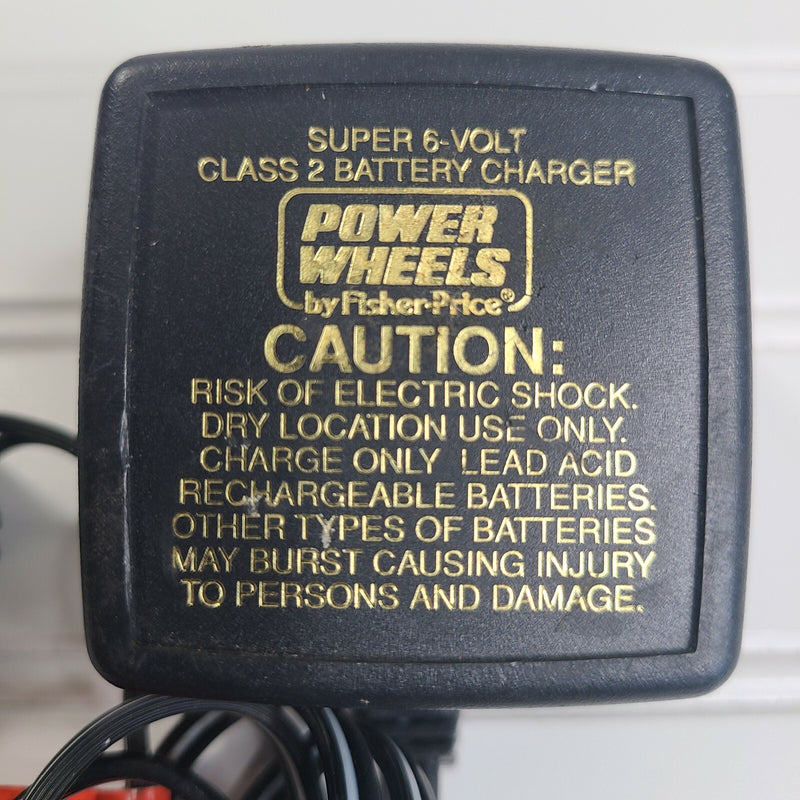 SUPER 6-VOLT
CLASS 2 BATTERY CHARGER
POWER
WHEELS
by Fisher-Price®
CAUTION:
RISK OF ELECTRIC SHOCK.
DRY LOCATION USE ONLY.
CHARGE ONLY LEAD ACID
RECHARGEABLE BATTERIES.
OTHER TYPES OF BATTERIES
MAY BURST CAUSING INJURY
TO PERSONS AND DAMAGE.